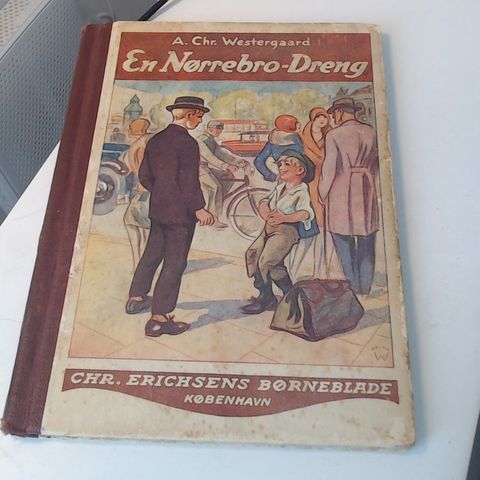 A. Chr. Westergaard
En Nørrebro-Dreng
CHR. ERICHSENS BØRNEBLADE
KØBENHAVN